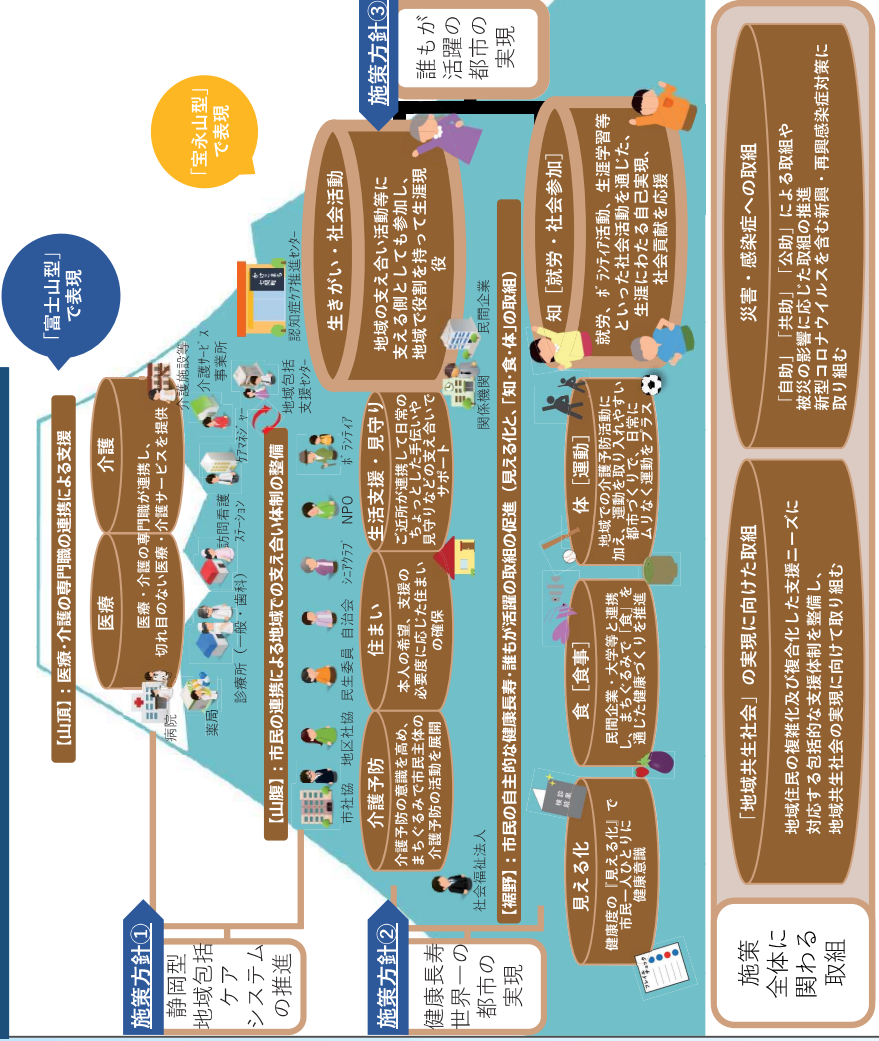 「富士山型」
で表現
「宝永山型」
で表現
施策方針①
静岡型
地域包括
ケア
システム
の推進
【山頂】：医療・介護の専門職の連携による支援
医療
介護
医療・介護の専門職が連携し、
切れ目のない医療・介護サービスを提供
病院
薬局
診療所（一般・歯科）
訪問看護
ステーション
ケアマネジャー
介護施設等
介護サービス
事業所
地域包括
支援センター
認知症ケア推進センター
かけこまち
七間町
【山腹】：市民の連携による地域での支え合い体制の整備
市社協
地区社協
民生委員
自治会
シニアクラブ
NPO
ボランティア
施策方針②
健康長寿
世界一の
都市の
実現
介護予防
介護予防の意識を高め、
まちぐるみで市民主体の
介護予防の活動を展開
住まい
本人の希望、支援の
必要度に応じた住まい
の確保
生活支援・見守り
ご近所が連携して日常の
ちょっとした手伝いや
見守りなどの支え合いで
サポート
生きがい・社会活動
地域の支え合い活動等に
支える側としても参加し、
地域で役割を持って生涯現
役
施策方針③
誰もが
活躍の
都市の
実現
社会福祉法人
関係機関
民間企業
【裾野】：市民の自主的な健康長寿・誰もが活躍の取組の促進（見える化と、「知・食・体」の取組）
見える化
健康度の『見える化』で
市民一人ひとりに
健康意識
フレイル
チェック
検診
結果
食［食事］
民間企業・大学等と連携
し、まちぐるみで「食」を
通じた健康づくりを推進
体［運動］
地域での介護予防活動に
加え、運動を取り入れやすい
都市づくりで、日常に
ムリなく運動をプラス
知［就労・社会参加］
就労、ボランティア活動、生涯学習等
といった社会活動を通じた、
生涯にわたる自己実現、
社会貢献を応援
施策
全体に
関わる
取組
「地域共生社会」の実現に向けた取組
地域住民の複雑化及び複合化した支援ニーズに
対応する包括的な支援体制を整備し、
地域共生社会の実現に向けて取り組む
災害・感染症への取組
「自助」「共助」「公助」による取組や
被災の影響に応じた取組の推進
新型コロナウイルスを含む新興・再興感染症対策に
取り組む